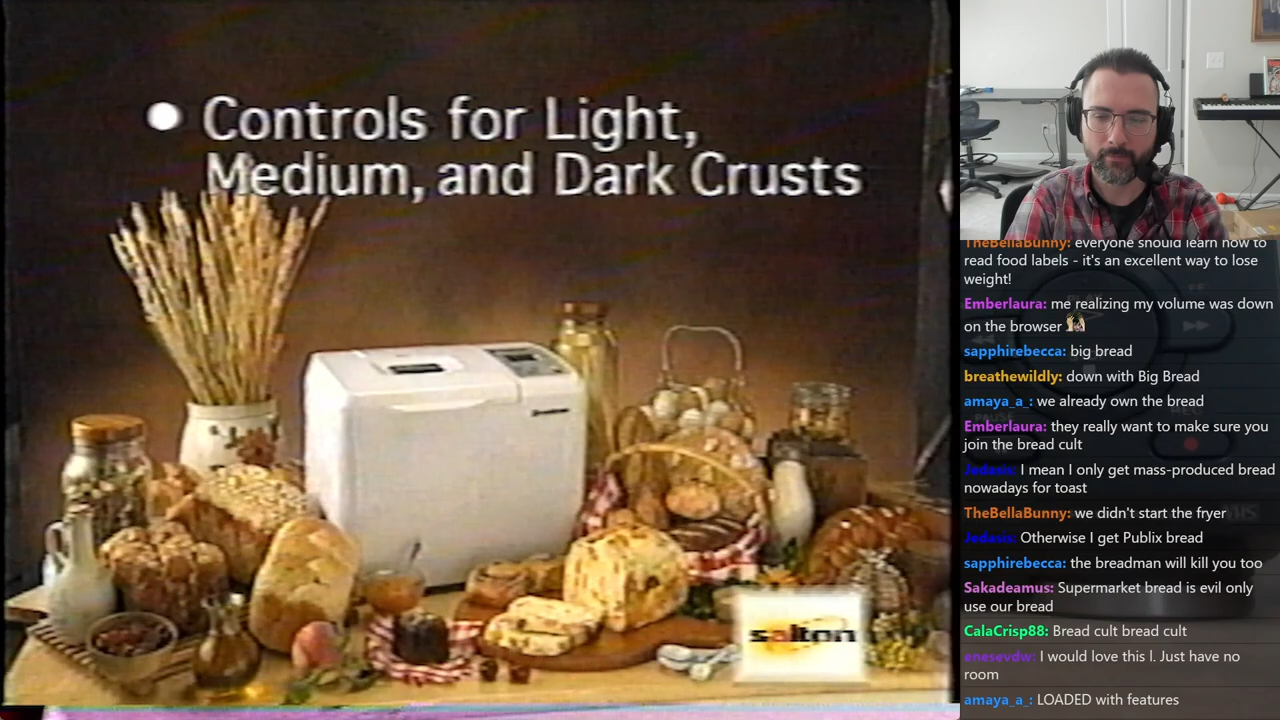 Controls for Light,
Medium, and Dark Crusts
salton
TheBellaBunny: everyone should learn how to
read food labels - it's an excellent way to lose
weight!
Emberlaura: me realizing my volume was down
on the browser
sapphirebecca: big bread
breathewildly: down with Big Bread
amaya_a_: we already own the bread
Emberlaura: they really want to make sure you
join the bread cult
Jedasis: I mean I only get mass-produced bread
nowadays for toast
TheBellaBunny: we didn't start the fryer
Jedasis: Otherwise I get Publix bread
sapphirebecca: the breadman will kill you too
Sakadeamus: Supermarket bread is evil only
use our bread
CalaCrisp88: Bread cult bread cult
enesevdw: I would love this l. Just have no
room
amaya_a_: LOADED with features